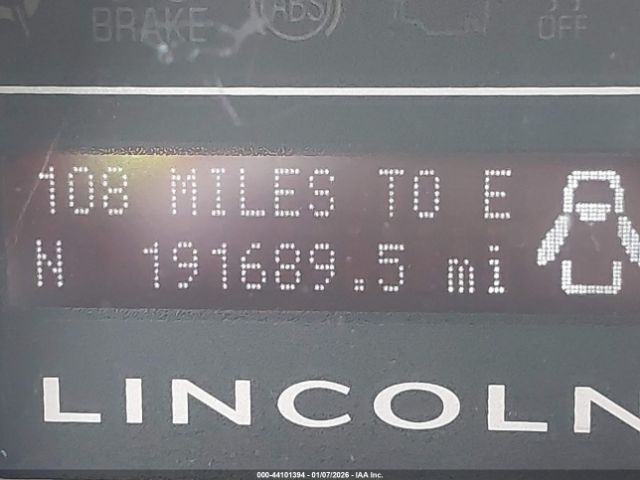 BRAKE
ABS
OFF
108 MILES TO E
N 191689.5 mi
LINCOLN
000-44101394 - 01/07/2026 - IAA Inc.